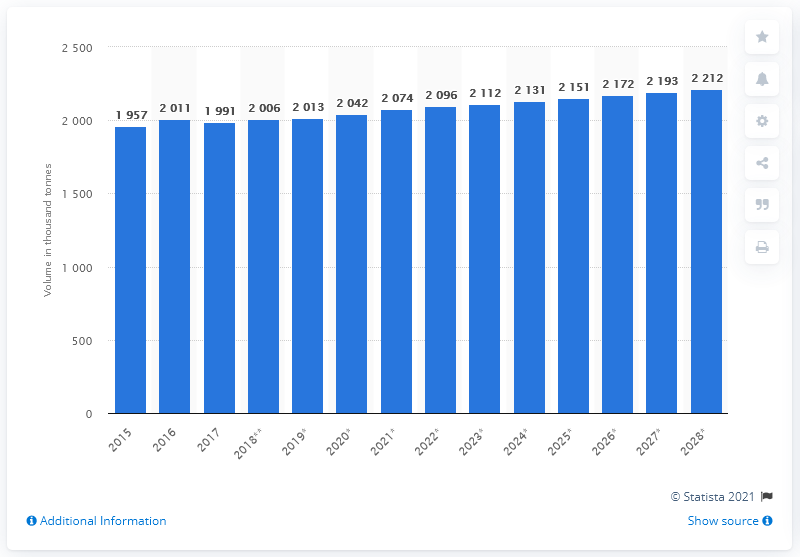 2 500
2 000
1 500
1 000
500
0
Volume in thousand tonnes
1 957 2 011 1 991 2 006 2 013 2 042 2 074 2 096 2 112 2 131 2 151 2 172 2 193 2 212
2015 2016 2017 2018** 2019* 2020* 2021* 2022* 2023* 2024* 2025* 2026* 2027* 2028*
© Statista 2021
Additional Information
Show source